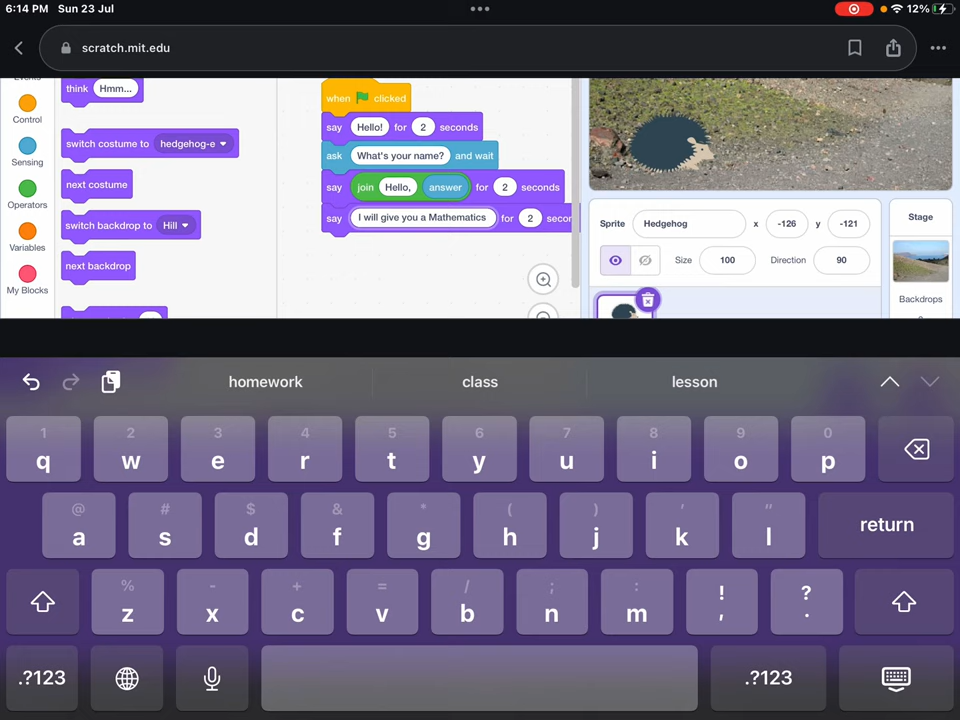 6:14 PM Sun 23 Jul
12%
scratch.mit.edu
think Hmm...
Control
Sensing
Operators
Variables
My Blocks
switch costume to hedgehog-e
next costume
switch backdrop to Hill
next backdrop
when clicked
say Hello! for 2 seconds
ask What's your name? and wait
say join Hello, answer for 2 seconds
say I will give you a Mathematics for 2 secon
Sprite Hedgehog x -126 y -121
Size 100 Direction 90
Stage
Backdrops
homework class lesson
1 2 3 4 5 6 7 8 9 0
q w e r t y u i o p
@ # $ & * ( ) ' "
a s d f g h j k l return
% - + = / ; : ! ?
z x c v b n m , .
.?123 .?123